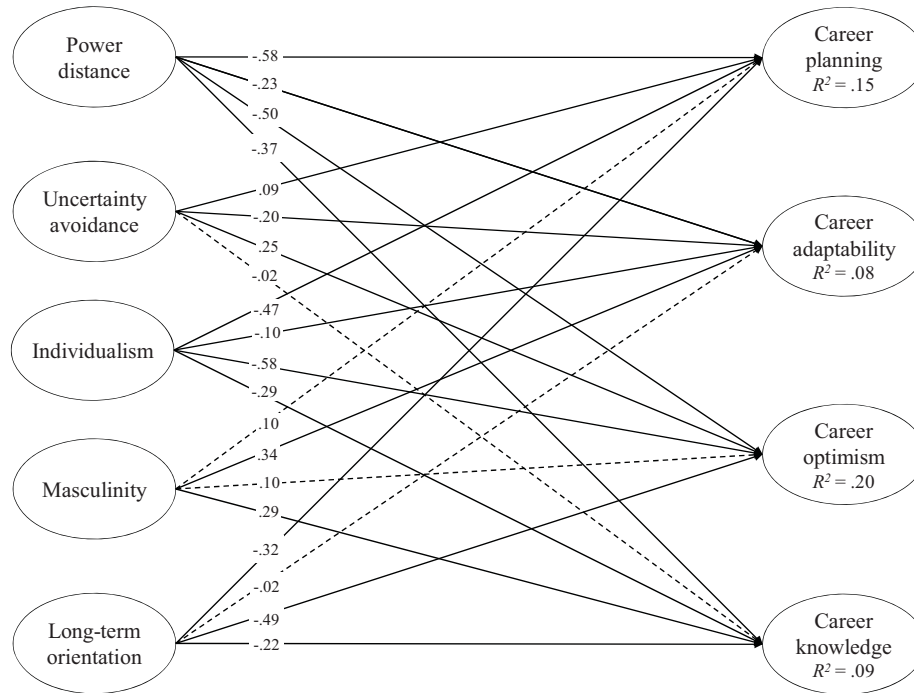 Power
distance
Uncertainty
avoidance
Individualism
Masculinity
Long-term
orientation
-.58
-.23
-.50
-.37
.09
-.20
.25
-.02
-.47
-.10
-.58
-.29
.10
.34
.10
.29
-.32
-.02
-.49
-.22
Career
planning
R² = .15
Career
adaptability
R² = .08
Career
optimism
R² = .20
Career
knowledge
R² = .09